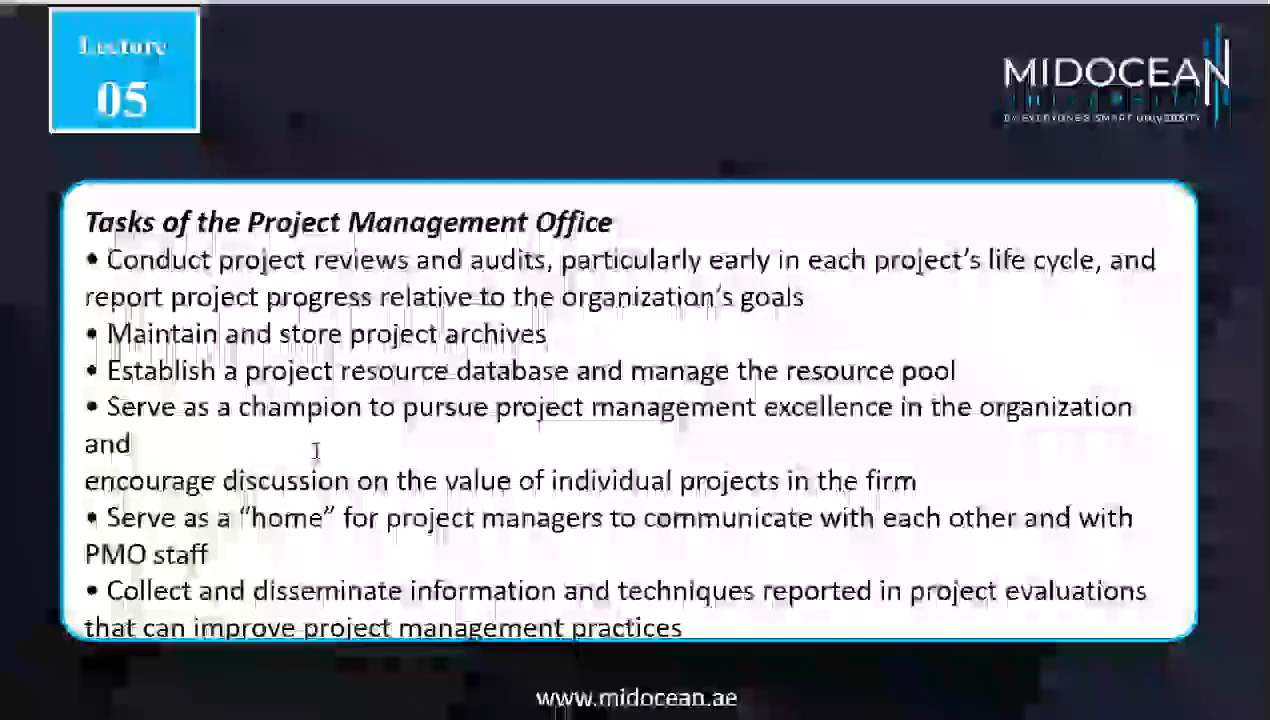 Lecture
05
MIDOCEAN
UNIVERSITY
EVERYONE'S SMART UNIVERSITY
Tasks of the Project Management Office
• Conduct project reviews and audits, particularly early in each project's life cycle, and
report project progress relative to the organization's goals
• Maintain and store project archives
• Establish a project resource database and manage the resource pool
• Serve as a champion to pursue project management excellence in the organization
and
encourage discussion on the value of individual projects in the firm
• Serve as a “home” for project managers to communicate with each other and with
PMO staff
• Collect and disseminate information and techniques reported in project evaluations
that can improve project management practices
www.midocean.ae